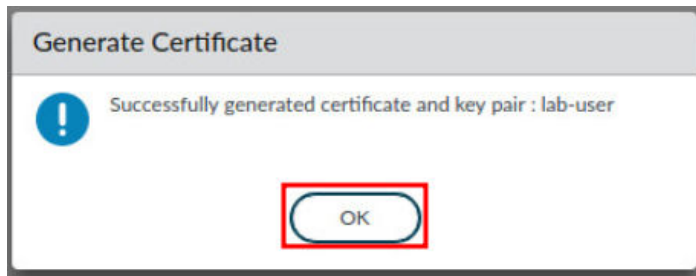 Generate Certificate
Successfully generated certificate and key pair : lab-user
OK